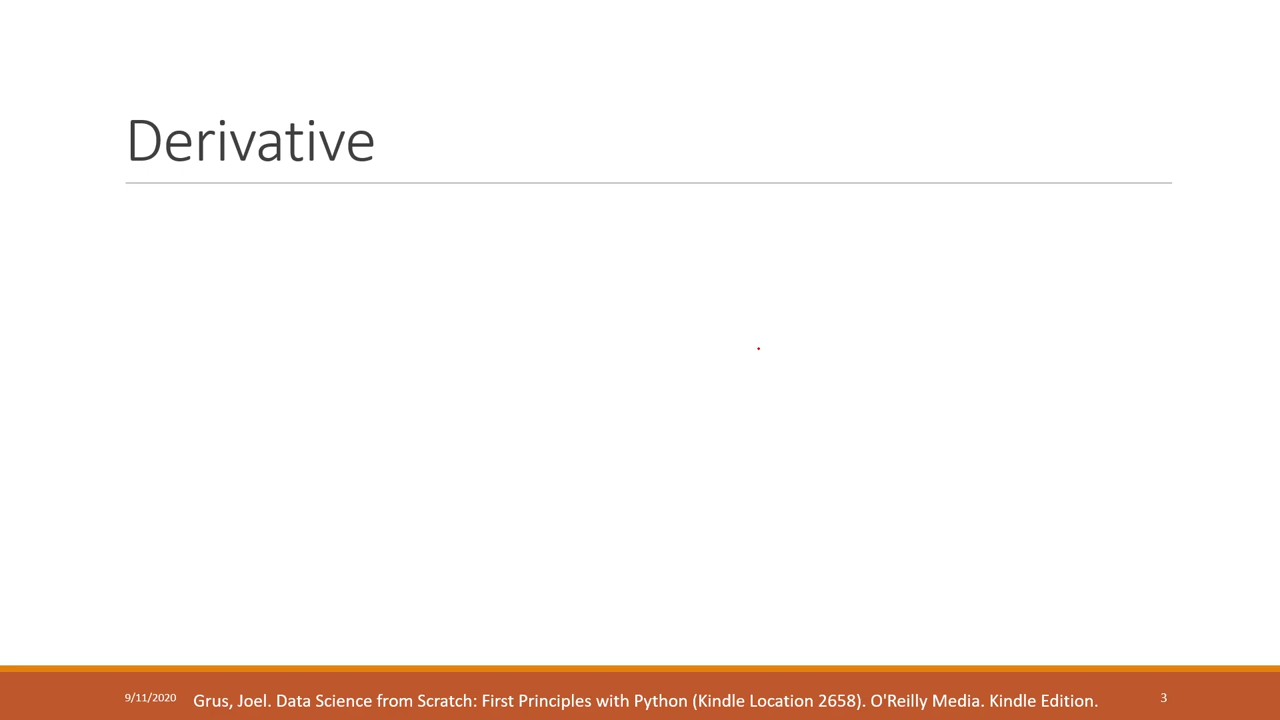 Derivative
9/11/2020
Grus, Joel. Data Science from Scratch: First Principles with Python (Kindle Location 2658). O'Reilly Media. Kindle Edition.
3